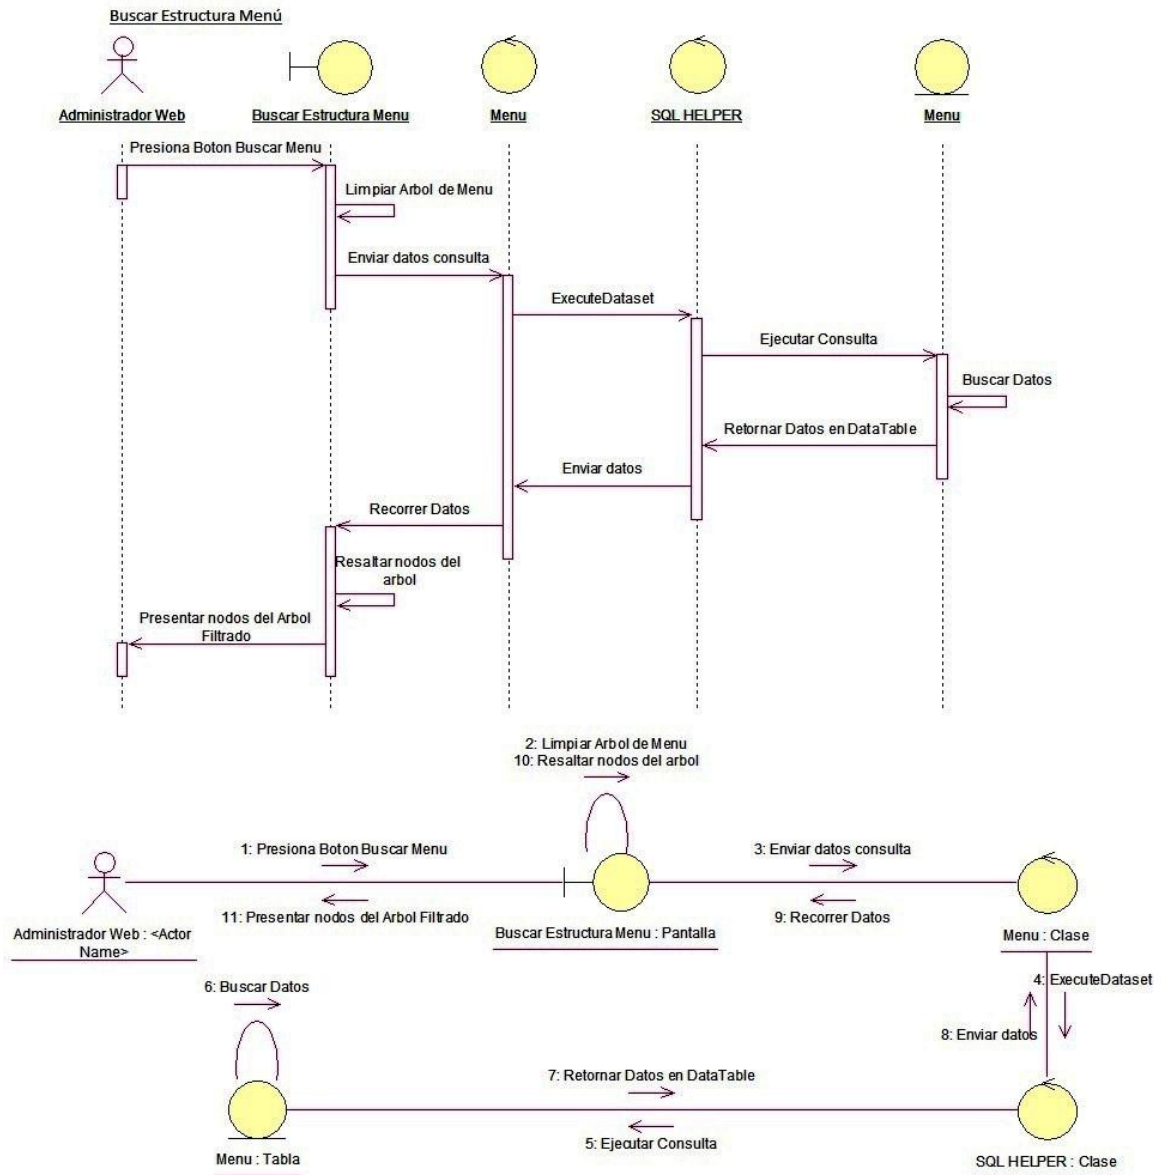 Buscar Estructura Menú
Administrador Web
Buscar Estructura Menu
Menu
SQL HELPER
Menu
Presiona Boton Buscar Menu
Limpiar Arbol de Menu
Enviar datos consulta
ExecuteDataset
Ejecutar Consulta
Buscar Datos
Retornar Datos en DataTable
Enviar datos
Recorrer Datos
Resaltar nodos del
arbol
Presentar nodos del Arbol
Filtrado
2: Limpiar Arbol de Menu
10: Resaltar nodos del arbol
1: Presiona Boton Buscar Menu
3: Enviar datos consulta
11: Presentar nodos del Arbol Filtrado
9: Recorrer Datos
Administrador Web : <Actor
Name>
Buscar Estructura Menu : Pantalla
Menu : Clase
6: Buscar Datos
4: ExecuteDataset
8: Enviar datos
7: Retornar Datos en DataTable
5: Ejecutar Consulta
Menu : Tabla
SQL HELPER : Clase